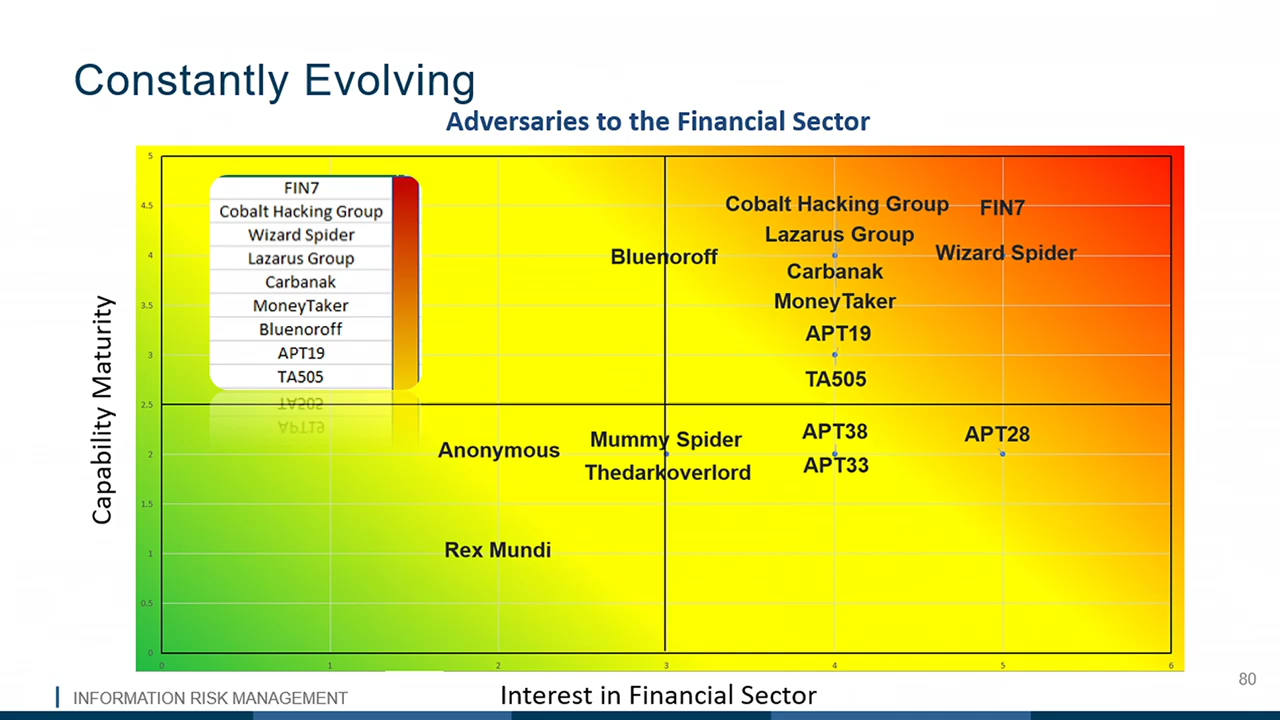 Constantly Evolving
Adversaries to the Financial Sector
5
4.5
4
3.5
3
2.5
2
1.5
1
0.5
0
0
1
2
3
4
5
6
Capability Maturity
FIN7
Cobalt Hacking Group
Wizard Spider
Lazarus Group
Carbanak
MoneyTaker
Bluenoroff
APT19
TA505
TA505
APT19
Cobalt Hacking Group
FIN7
Lazarus Group
Bluenoroff
Wizard Spider
Carbanak
MoneyTaker
APT19
TA505
Anonymous
Mummy Spider
Thedarkoverlord
APT38
APT33
APT28
Rex Mundi
Interest in Financial Sector
INFORMATION RISK MANAGEMENT
80